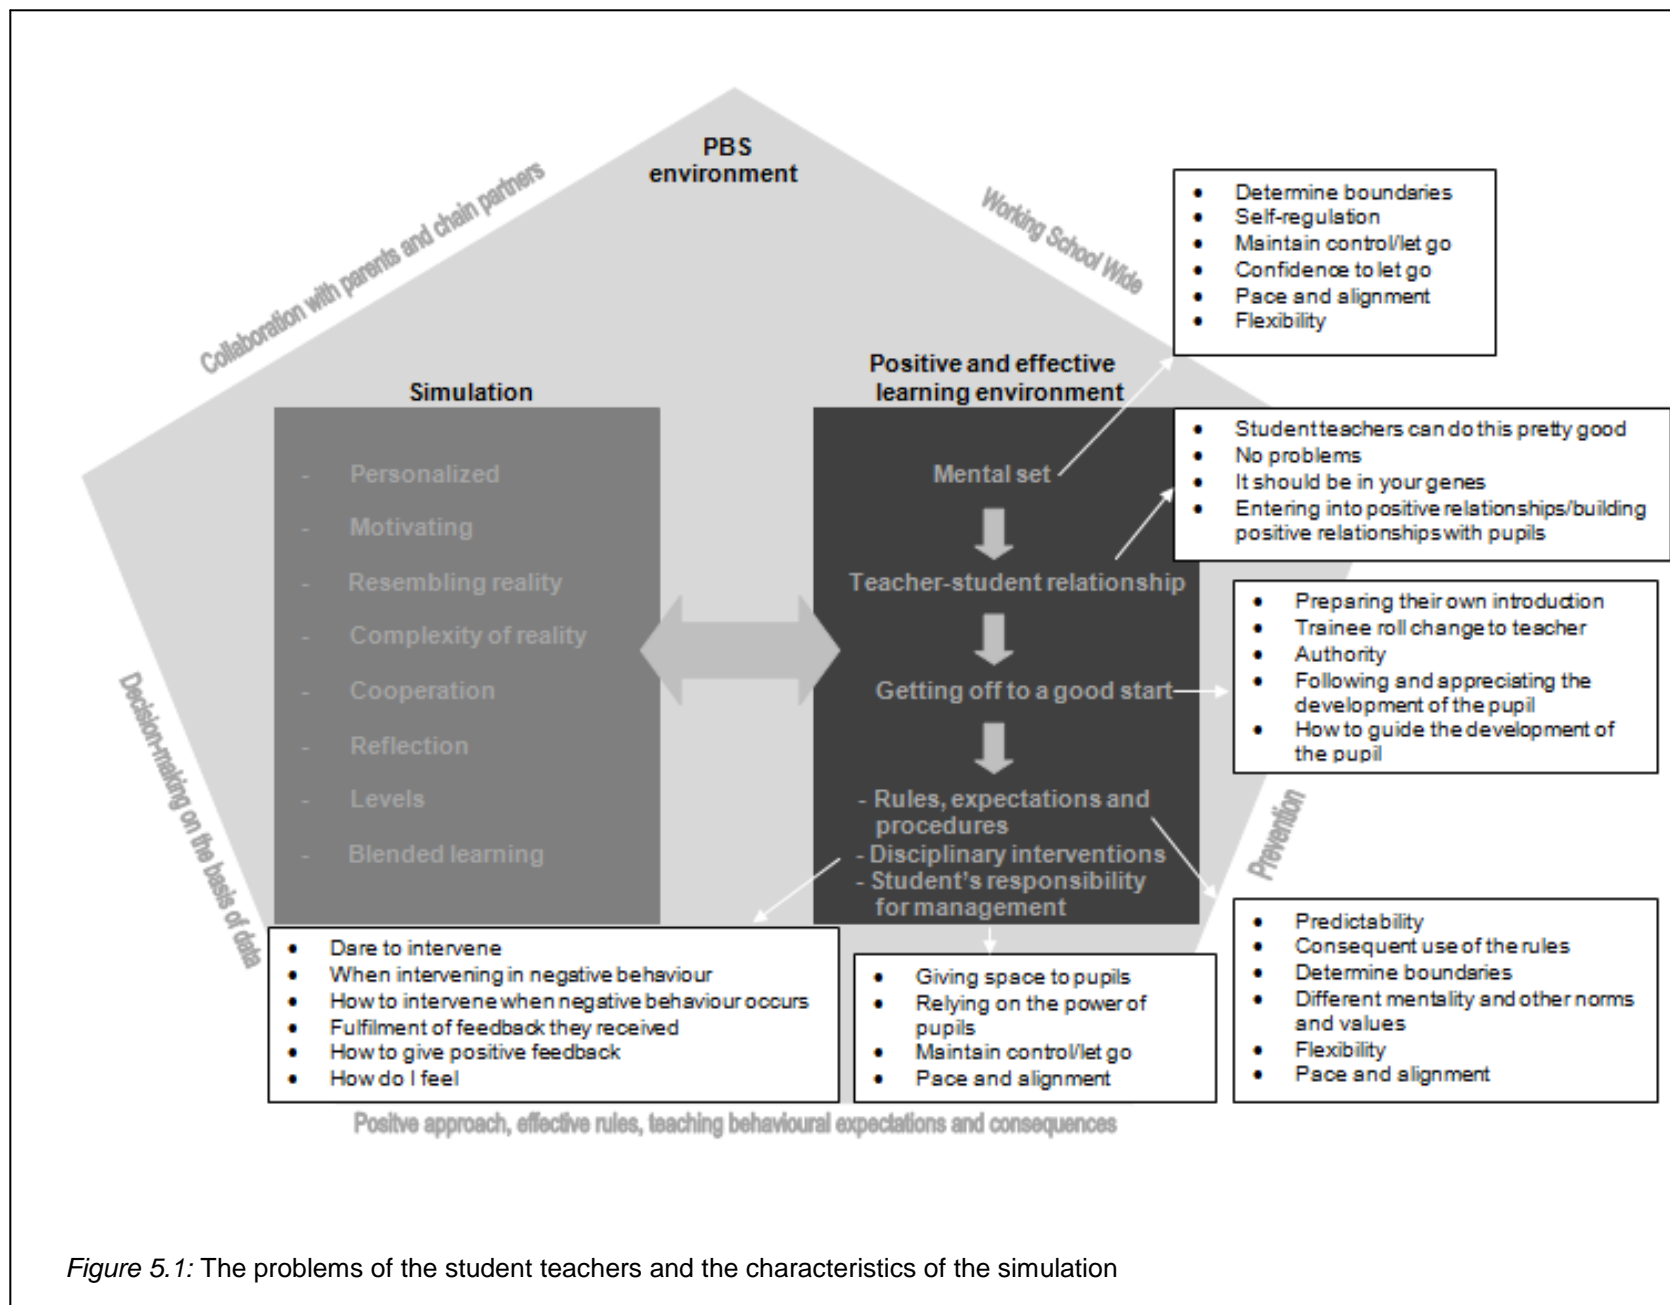 PBS
environment
Collaboration with parents and chain partners
Working School Wide
• Determine boundaries
• Self-regulation
• Maintain control/let go
• Confidence to let go
• Pace and alignment
• Flexibility
Simulation
- Personalized
- Motivating
- Resembling reality
- Complexity of reality
- Cooperation
- Reflection
- Levels
- Blended learning
Positive and effective
learning environment
Mental set
Teacher-student relationship
Getting off to a good start
- Rules, expectations and
procedures
- Disciplinary interventions
- Student's responsibility
for management
• Student teachers can do this pretty good
• No problems
• It should be in your genes
• Entering into positive relationships/building
positive relationships with pupils
• Preparing their own introduction
• Trainee roll change to teacher
• Authority
• Following and appreciating the
development of the pupil
• How to guide the development of
the pupil
Decision-making on the basis of data
Prevention
• Dare to intervene
• When intervening in negative behaviour
• How to intervene when negative behaviour occurs
• Fulfilment of feedback they received
• How to give positive feedback
• How do I feel
• Giving space to pupils
• Relying on the power of
pupils
• Maintain control/let go
• Pace and alignment
• Predictability
• Consequent use of the rules
• Determine boundaries
• Different mentality and other norms
and values
• Flexibility
• Pace and alignment
Positve approach, effective rules, teaching behavioural expectations and consequences
Figure 5.1: The problems of the student teachers and the characteristics of the simulation